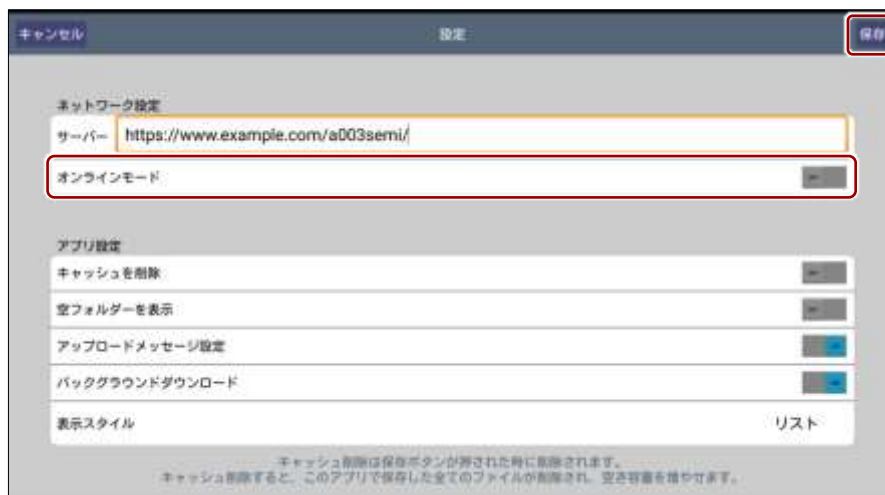 キャンセル 設定 保存
ネットワーク設定
サーバー https://www.example.com/a003semi/
オンラインモード
アプリ設定
キャッシュを削除
空フォルダーを表示
アップロードメッセージ設定
バックグラウンドダウンロード
表示スタイル リスト
キャッシュ削除は保存ボタンが押された時に削除されます。
キャッシュ削除すると、このアプリで保存した全てのファイルが削除され、空き容量を増やせます。